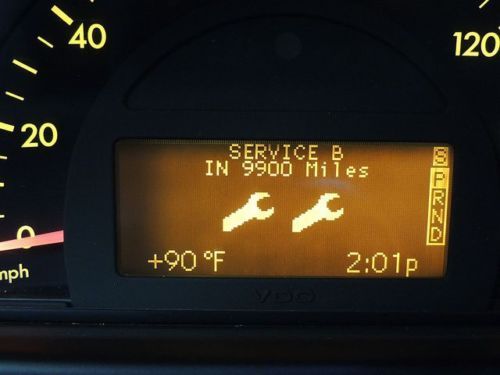 40
120
20
0
mph
SERVICE B
IN 9900 Miles
S
P
R
N
D
+90°F
2:01p
VDO